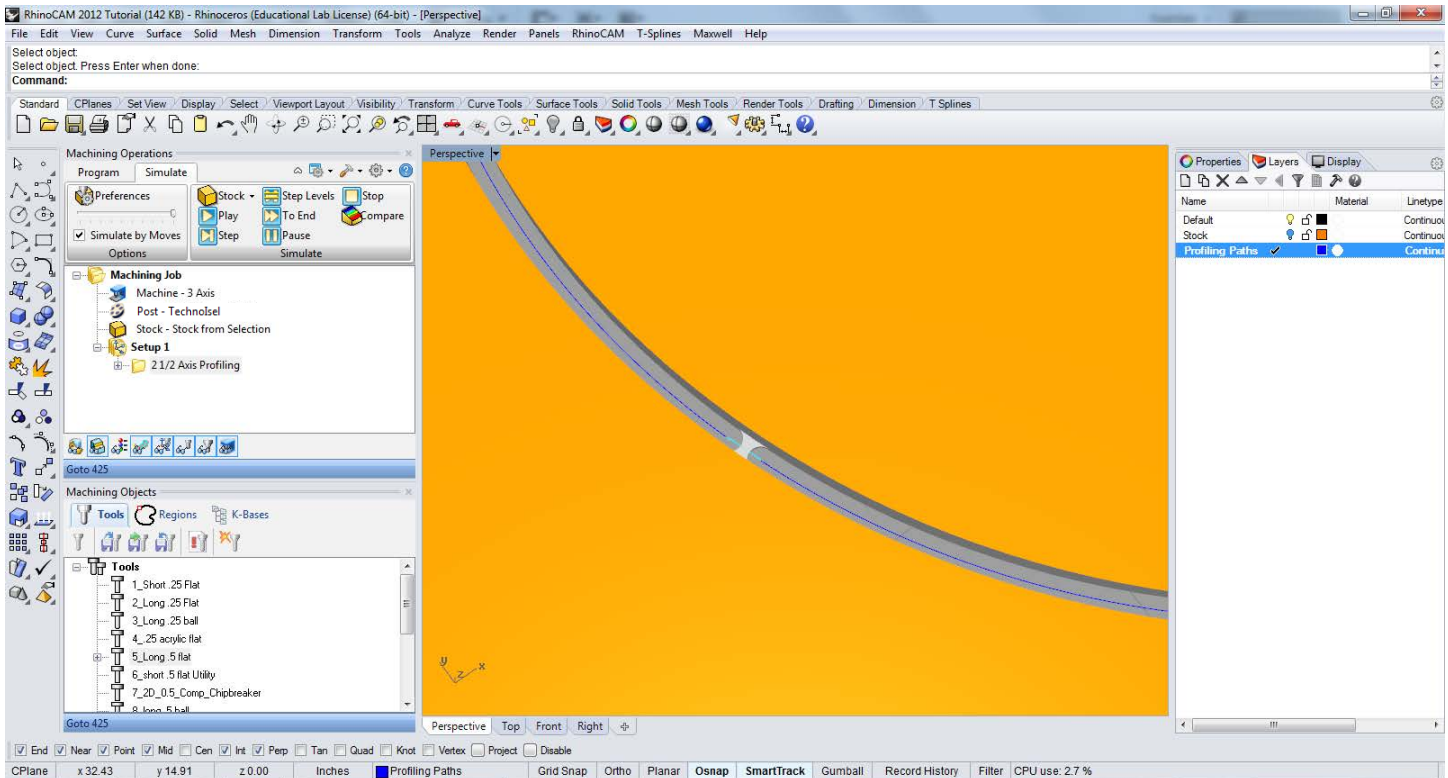 RhinoCAM 2012 Tutorial (142 KB) - Rhinoceros (Educational Lab License) (64-bit) - [Perspective]
File Edit View Curve Surface Solid Mesh Dimension Transform Tools Analyze Render Panels RhinoCAM T-Splines Maxwell Help
Select object:
Select object. Press Enter when done:
Command:
Standard CPlanes Set View Display Select Viewport Layout Visibility Transform Curve Tools Surface Tools Solid Tools Mesh Tools Render Tools Drafting Dimension T Splines
Machining Operations
Program Simulate
Preferences
Simulate by Moves
Options
Stock Step Levels Stop
Play To End Compare
Step Pause
Simulate
Machining Job
Machine - 3 Axis
Post - TechnoIsel
Stock - Stock from Selection
Setup 1
2 1/2 Axis Profiling
Goto 425
Machining Objects
Tools Regions K-Bases
Tools
1_Short .25 Flat
2_Long .25 Flat
3_Long .25 ball
4_.25 acrylic flat
5_Long .5 flat
6_short .5 flat Utility
7_2D_0.5_Comp_Chipbreaker
8_long .5 ball
Goto 425
Perspective
y
z
x
Perspective Top Front Right
Properties Layers Display
Name Material Linetype
Default Continuou
Stock Continuou
Profiling Paths Continu
End Near Point Mid Cen Int Perp Tan Quad Knot Vertex Project Disable
CPlane x 32.43 y 14.91 z 0.00 Inches Profiling Paths Grid Snap Ortho Planar Osnap SmartTrack Gumball Record History Filter CPU use: 2.7 %